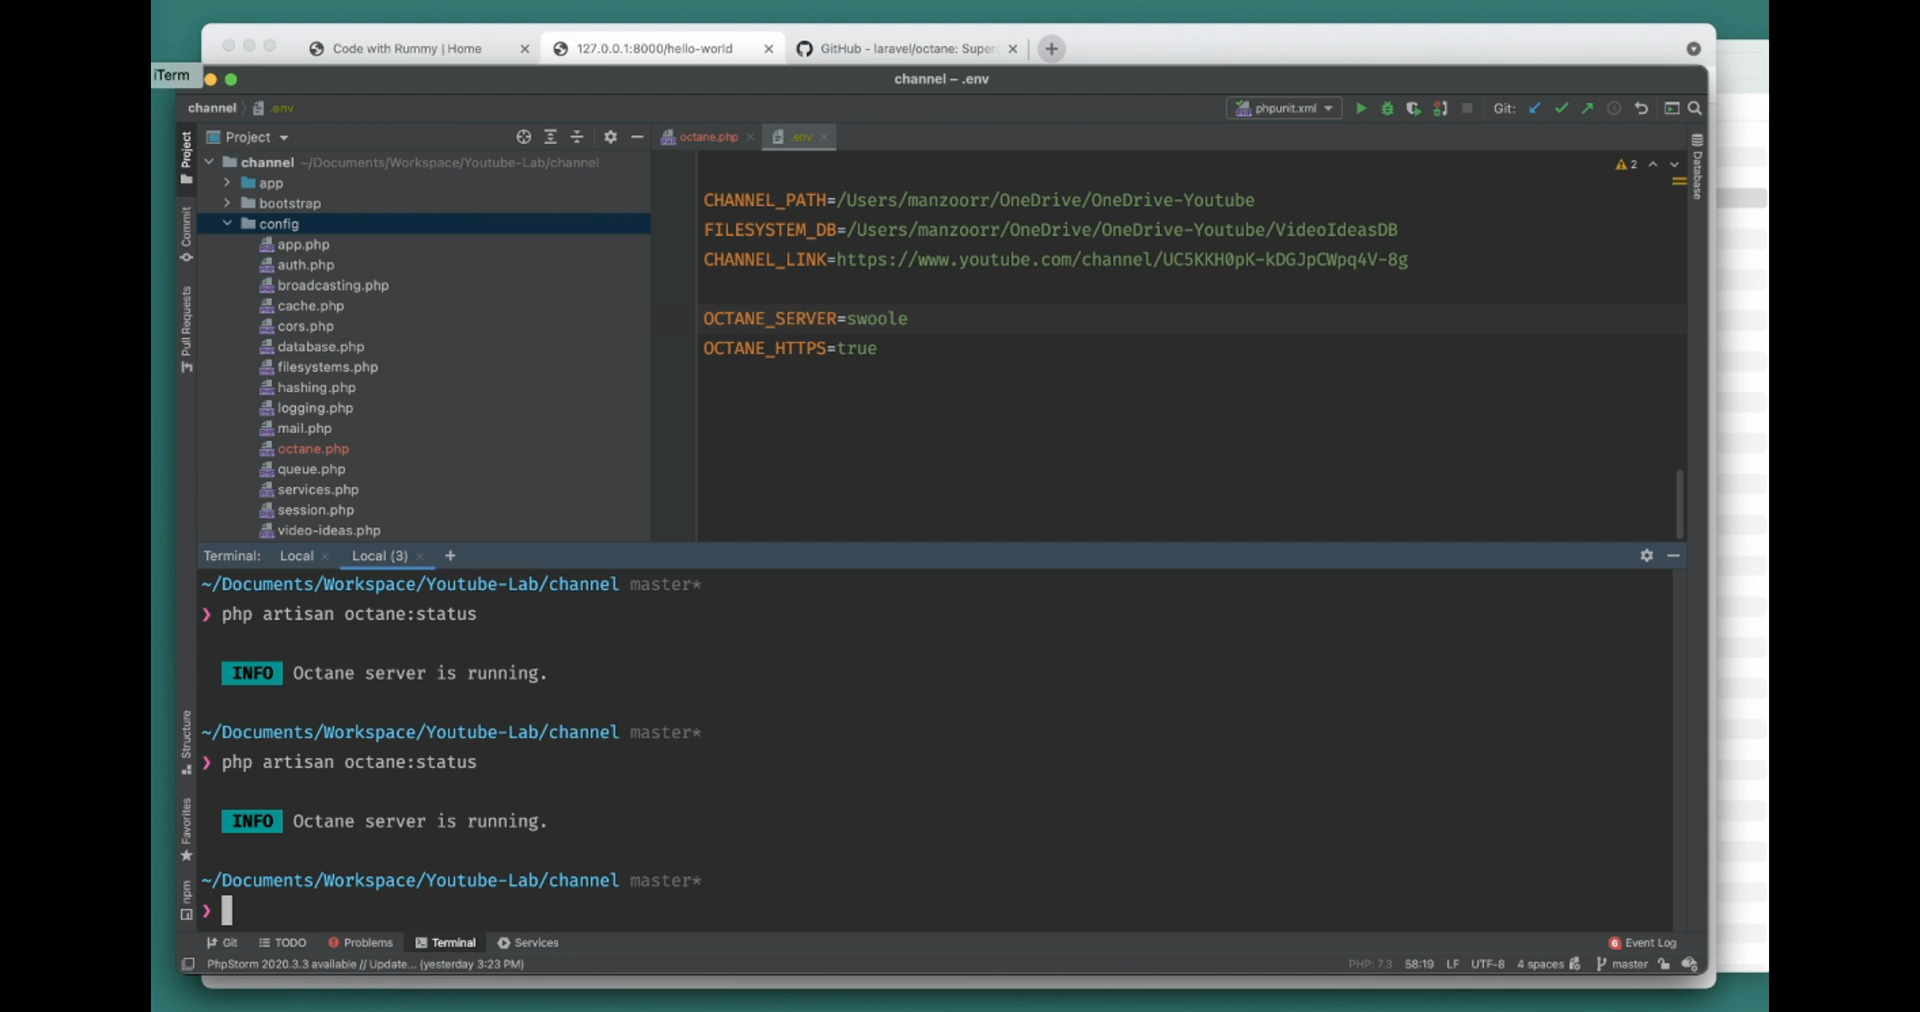 Code with Rummy | Home
127.0.0.1:8000/hello-world
GitHub - laravel/octane: Super
iTerm
channel – .env
channel
.env
phpunit.xml
Git:
Project
octane.php
.env
channel ~/Documents/Workspace/Youtube-Lab/channel
app
bootstrap
config
app.php
auth.php
broadcasting.php
cache.php
cors.php
database.php
filesystems.php
hashing.php
logging.php
mail.php
octane.php
queue.php
services.php
session.php
video-ideas.php
2
CHANNEL_PATH=/Users/manzoorr/OneDrive/OneDrive-Youtube
FILESYSTEM_DB=/Users/manzoorr/OneDrive/OneDrive-Youtube/VideoIdeasDB
CHANNEL_LINK=https://www.youtube.com/channel/UC5KKH0pK-kDGJpCWpq4V-8g
OCTANE_SERVER=swoole
OCTANE_HTTPS=true
Project
Commit
Pull Requests
Structure
Favorites
npm
Database
Terminal: Local Local (3)
~/Documents/Workspace/Youtube-Lab/channel master*
❯ php artisan octane:status
INFO Octane server is running.
~/Documents/Workspace/Youtube-Lab/channel master*
❯ php artisan octane:status
INFO Octane server is running.
~/Documents/Workspace/Youtube-Lab/channel master*
❯
Git TODO Problems Terminal Services
6 Event Log
PhpStorm 2020.3.3 available // Update... (yesterday 3:23 PM)
PHP: 7.3 58:19 LF UTF-8 4 spaces master